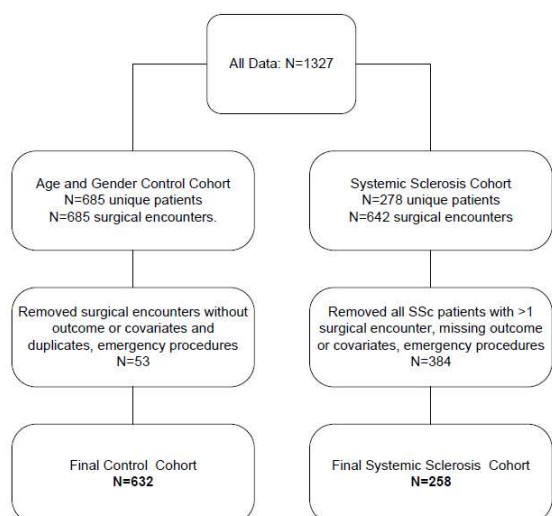 All Data: N=1327
Age and Gender Control Cohort
N=685 unique patients
N=685 surgical encounters.
Systemic Sclerosis Cohort
N=278 unique patients
N=642 surgical encounters
Removed surgical encounters without
outcome or covariates and
duplicates, emergency procedures
N=53
Removed all SSc patients with >1
surgical encounter, missing outcome
or covariates, emergency procedures
N=384
Final Control Cohort
N=632
Final Systemic Sclerosis Cohort
N=258